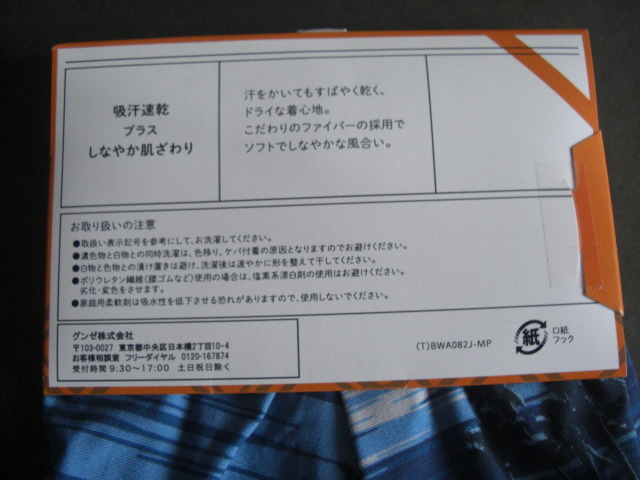 吸汗速乾
プラス
しなやか肌ざわり
汗をかいてもすばやく乾く、
ドライな着心地。
こだわりのファイバーの採用で
ソフトでしなやかな風合い。
お取り扱いの注意
●取扱い表示記号を参考にして、お洗濯してください。
●濃色物と白物との同時洗濯は、色移り、ケバ付着の原因となりますのでお避けください。
●白物と色物との漬け置きは避け、洗濯後は速やかに形を整えて干してください。
●ポリウレタン繊維(腰ゴムなど)使用の場合は、塩素系漂白剤の使用はお避けください。
劣化・変色をさせます。
●家庭用柔軟剤は吸水性を低下させる恐れがありますので、使用しないでください。
グンゼ株式会社
〒103-0027 東京都中央区日本橋2丁目10-4
お客様相談室 フリーダイヤル 0120-167874
受付時間 9:30～17:00 土日祝日除く
(T)BWA082J-MP
紙
口紙
フック